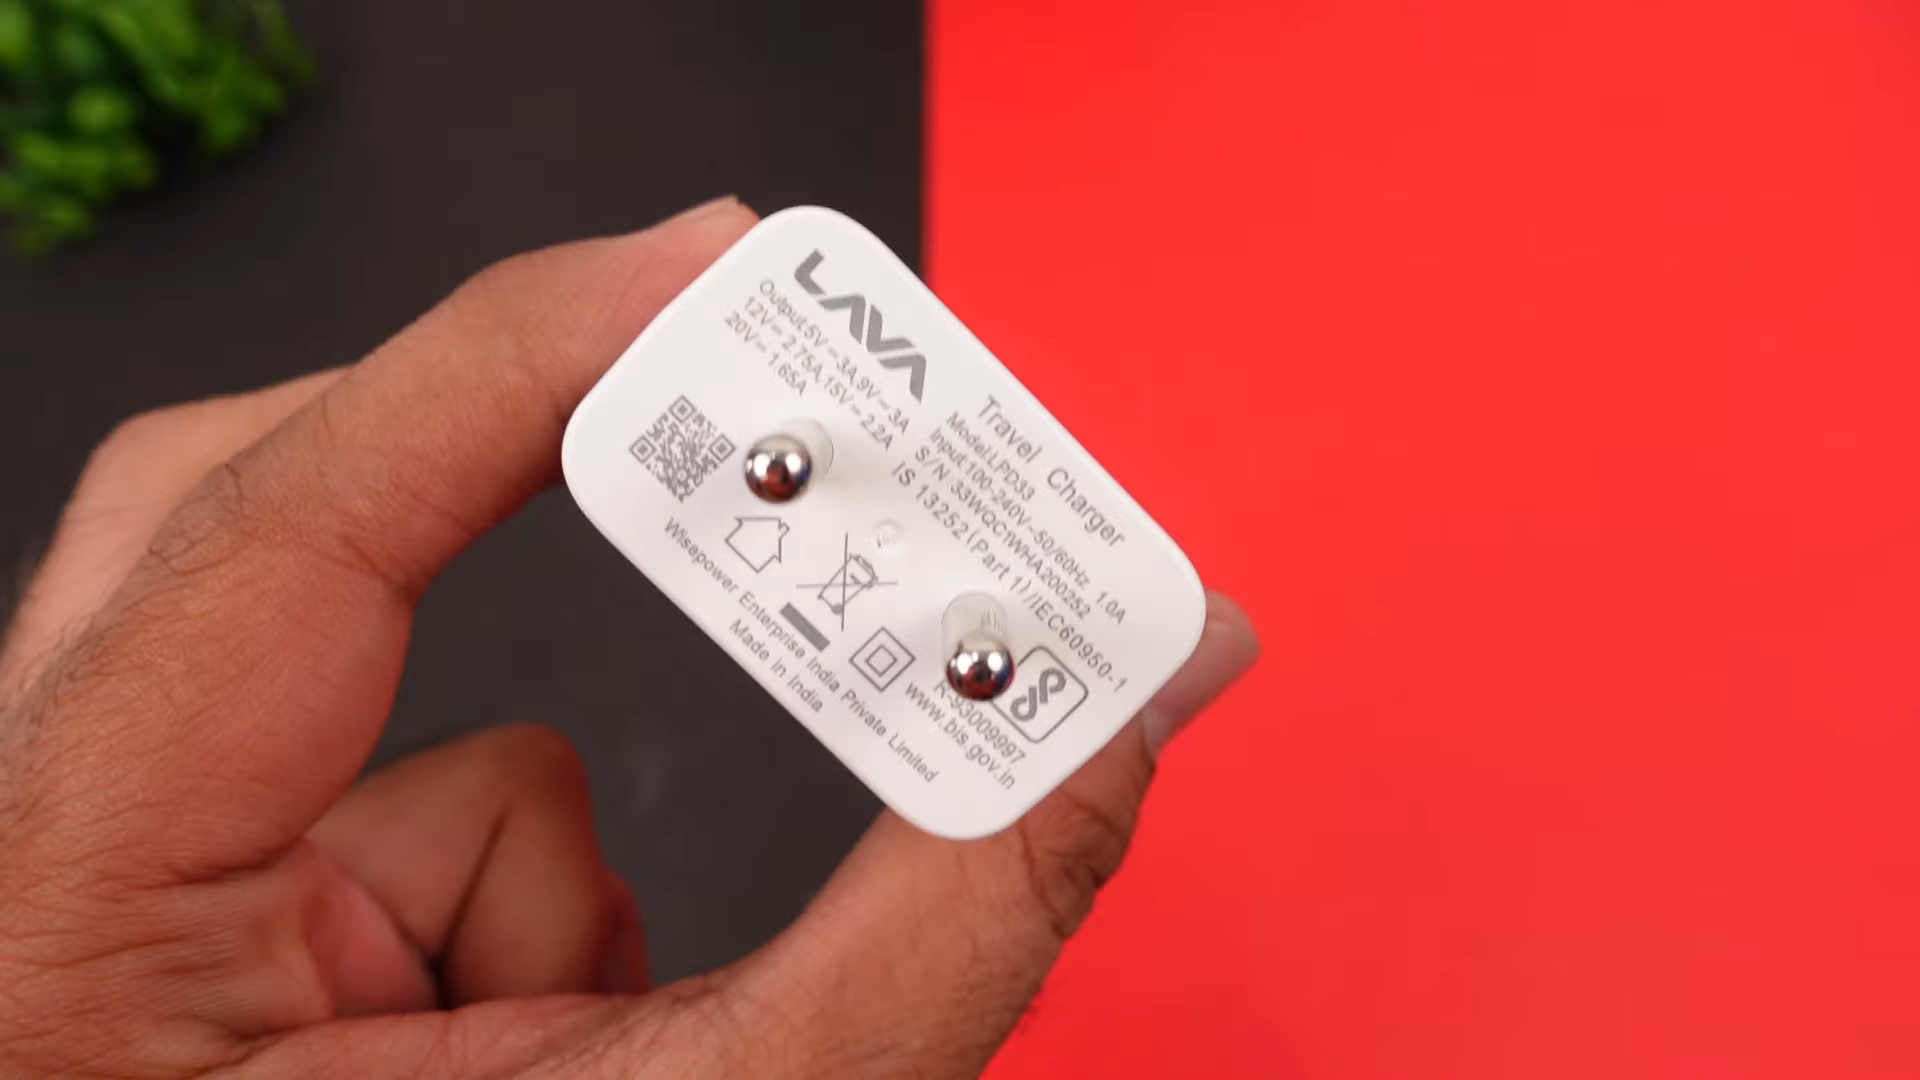 LAVA
Travel Charger
Model:LPD33
Input:100-240V~50/60Hz 1.0A
S/N:33WQC1WHA200252
IS 13252(Part 1)/IEC60950-1
Output:5V⎓3A,9V⎓3A
12V⎓2.75A,15V⎓2.2A
20V⎓1.65A
R-93009997
www.bis.gov.in
Wisepower Enterprise India Private Limited
Made in India